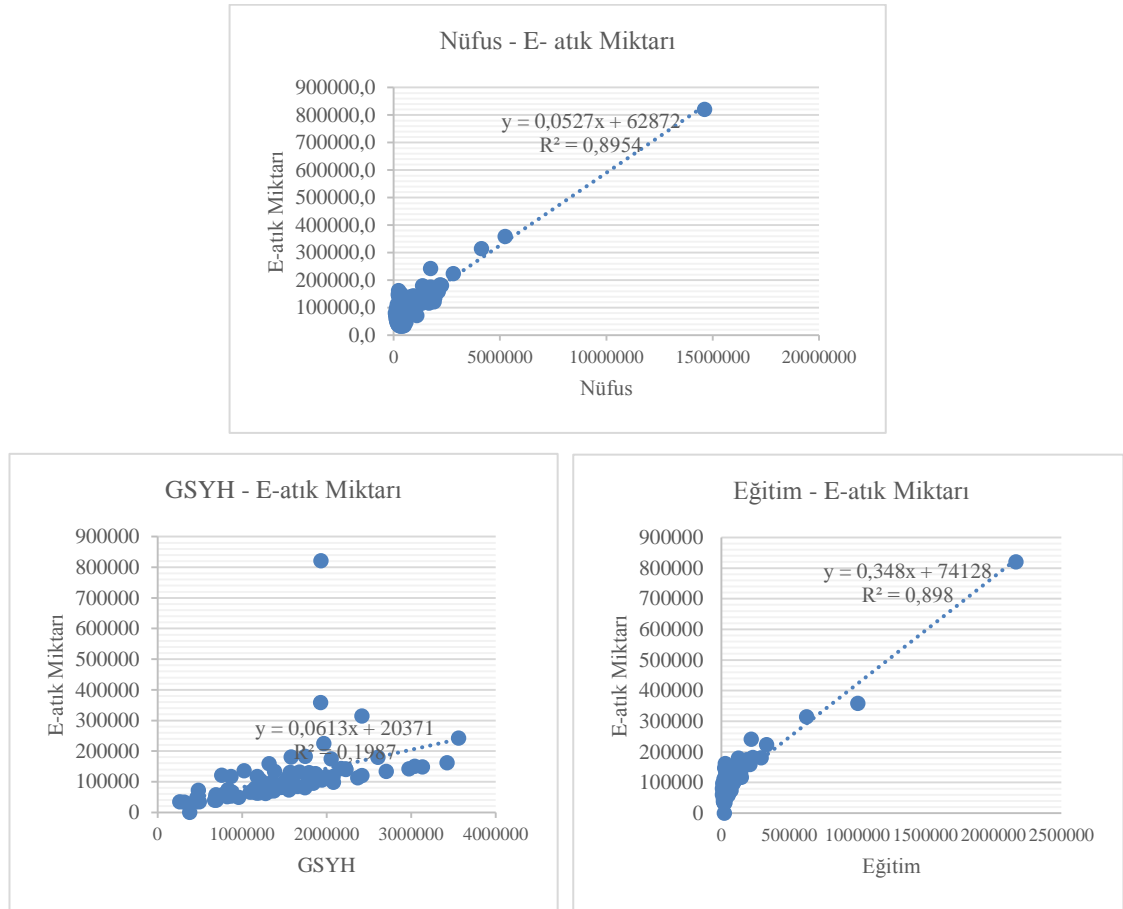 Nüfus - E- atık Miktarı
900000,0
800000,0
700000,0
600000,0
500000,0
400000,0
300000,0
200000,0
100000,0
0,0
y = 0,0527x + 62872
R² = 0,8954
E-atık Miktarı
0 5000000 10000000 15000000 20000000
Nüfus
GSYH - E-atık Miktarı
900000
800000
700000
600000
500000
400000
300000
200000
100000
0
y = 0,0613x + 20371
R² = 0,1987
E-atık Miktarı
0 1000000 2000000 3000000 4000000
GSYH
Eğitim - E-atık Miktarı
900000
800000
700000
600000
500000
400000
300000
200000
100000
0
y = 0,348x + 74128
R² = 0,898
E-atık Miktarı
0 500000 1000000 1500000 2000000 2500000
Eğitim